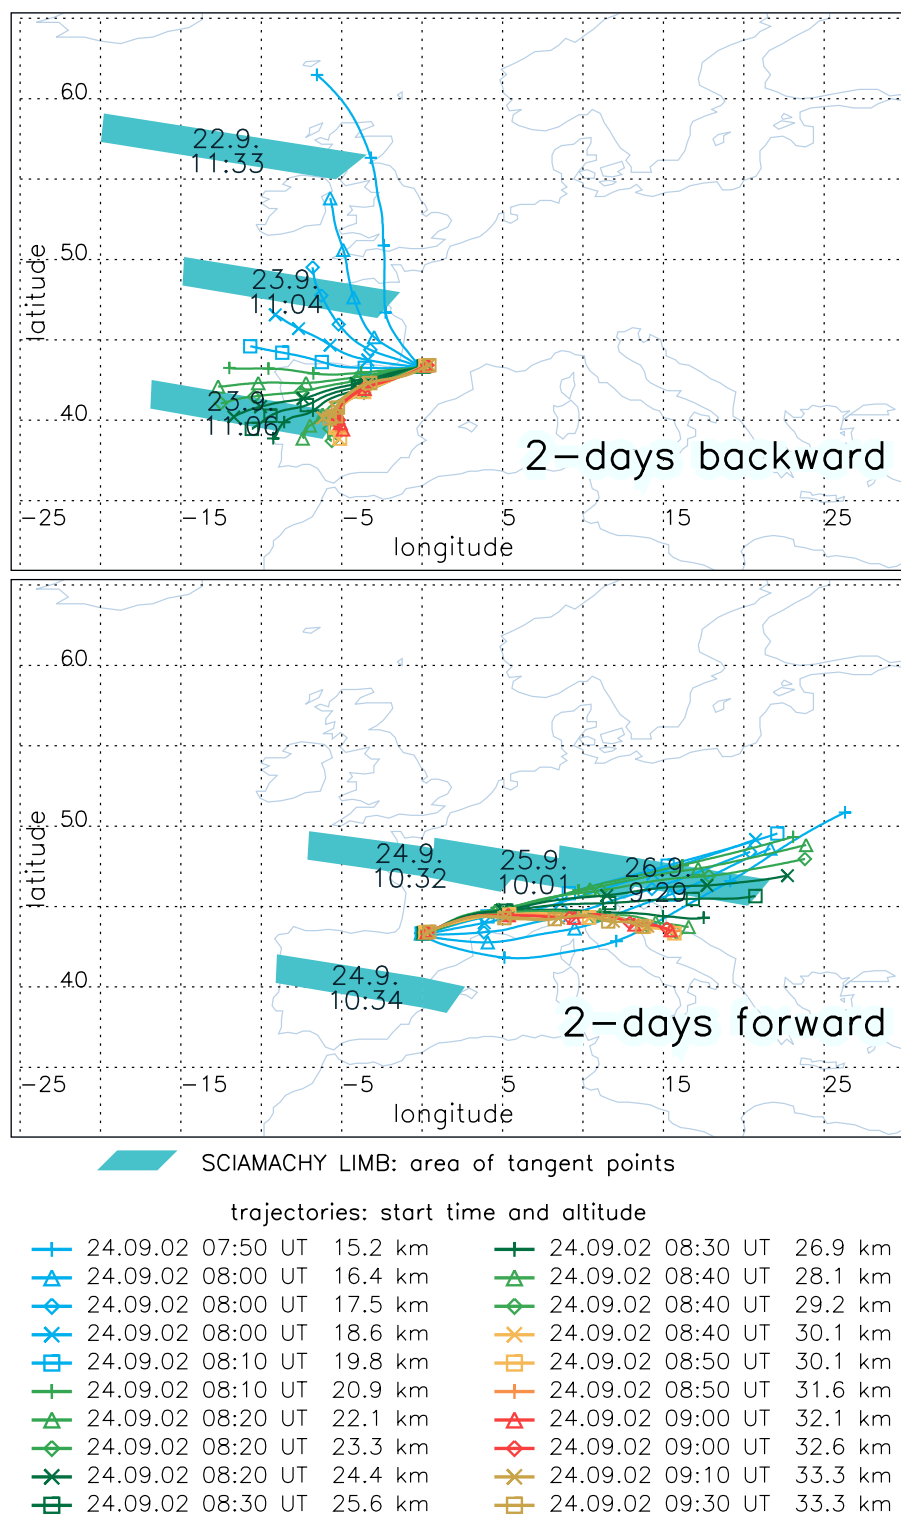 60
22.9.
11:33
50
23.9.
11:04
latitude
40
23.9.
11:06
2-days backward
-25 -15 -5 5 15 25
longitude
60
50
24.9.
10:32
25.9.
10:01
26.9.
9:29
latitude
40
24.9.
10:34
2-days forward
-25 -15 -5 5 15 25
longitude
SCIAMACHY LIMB: area of tangent points
trajectories: start time and altitude
24.09.02 07:50 UT 15.2 km
24.09.02 08:00 UT 16.4 km
24.09.02 08:00 UT 17.5 km
24.09.02 08:00 UT 18.6 km
24.09.02 08:10 UT 19.8 km
24.09.02 08:10 UT 20.9 km
24.09.02 08:20 UT 22.1 km
24.09.02 08:20 UT 23.3 km
24.09.02 08:20 UT 24.4 km
24.09.02 08:30 UT 25.6 km
24.09.02 08:30 UT 26.9 km
24.09.02 08:40 UT 28.1 km
24.09.02 08:40 UT 29.2 km
24.09.02 08:40 UT 30.1 km
24.09.02 08:50 UT 30.1 km
24.09.02 08:50 UT 31.6 km
24.09.02 09:00 UT 32.1 km
24.09.02 09:00 UT 32.6 km
24.09.02 09:10 UT 33.3 km
24.09.02 09:30 UT 33.3 km